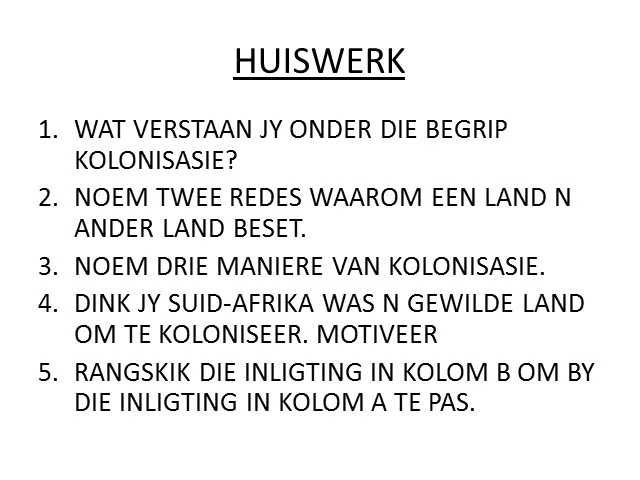 HUISWERK
1. WAT VERSTAAN JY ONDER DIE BEGRIP
KOLONISASIE?
2. NOEM TWEE REDES WAAROM EEN LAND N
ANDER LAND BESET.
3. NOEM DRIE MANIERE VAN KOLONISASIE.
4. DINK JY SUID-AFRIKA WAS N GEWILDE LAND
OM TE KOLONISEER. MOTIVEER
5. RANGSKIK DIE INLIGTING IN KOLOM B OM BY
DIE INLIGTING IN KOLOM A TE PAS.